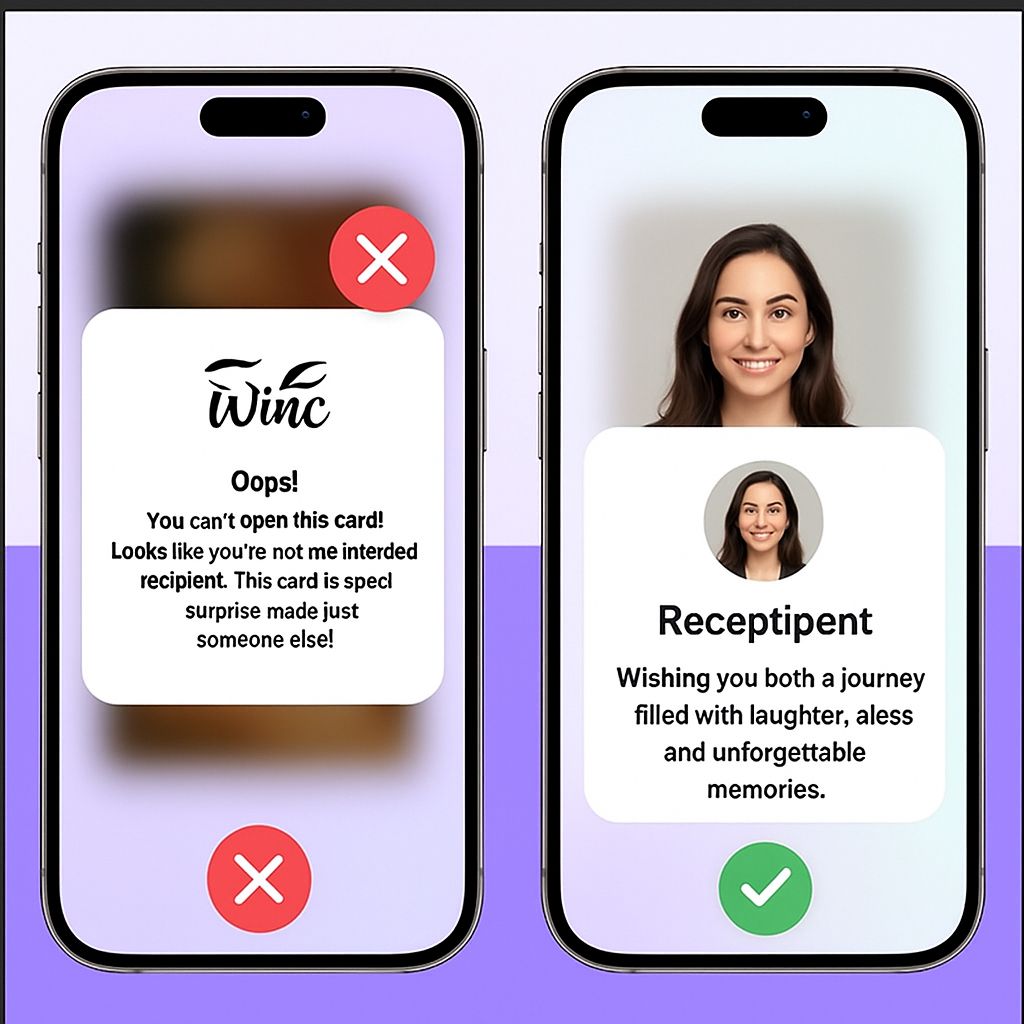 Winc
Oops!
You can't open this card!
Looks like you're not me interded
recipient. This card is specl
surprise made just
someone else!
Receptipent
Wishing you both a journey
filled with laughter, aless
and unforgettable
memories.